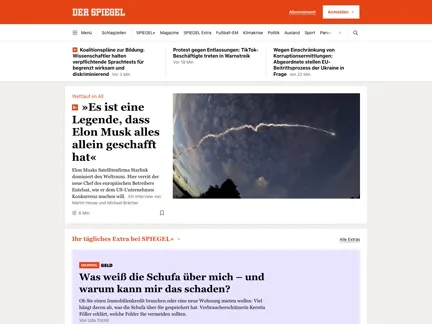 DER SPIEGEL
Abonnement
Anmelden
Menü Schlagzeilen SPIEGEL+ Magazine SPIEGEL Extra Fußball-EM Klimakrise Politik Ausland Sport
Koalitionspläne zur Bildung:
Wissenschaftler halten
verpflichtende Sprachtests für
begrenzt wirksam und
diskriminierend Vor 3 Min
Protest gegen Entlassungen: TikTok-
Beschäftigte treten in Warnstreik
Vor 18 Min
Wegen Einschränkung von
Korruptionsermittlungen:
Abgeordnete stellen EU-
Beitrittsprozess der Ukraine in
Frage Vor 22 Min
Wettlauf im All
»Es ist eine
Legende, dass
Elon Musk alles
allein geschafft
hat«
Elon Musks Satellitenfirma Starlink
dominiert den Weltraum. Hier verrät der
neue Chef des europäischen Betreibers
Eutelsat, wie er dem US-Unternehmen
Konkurrenz machen will. Ein Interview von
Martin Hesse und Michael Brächer
8 Min
Ihr tägliches Extra bei SPIEGEL+
Alle Extras
GELD
Was weiß die Schufa über mich – und
warum kann mir das schaden?
Ob Sie einen Immobilienkredit brauchen oder eine neue Wohnung mieten wollen: Viel
hängt davon ab, was die Schufa über Sie gespeichert hat. Verbraucherschützerin Kerstin
Föller erklärt, welche Fehler Sie vermeiden sollten.
Von Udo Trichtl